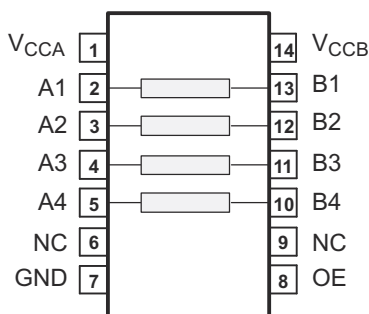 VCCA 1 14 VCCB
A1 2 13 B1
A2 3 12 B2
A3 4 11 B3
A4 5 10 B4
NC 6 9 NC
GND 7 8 OE